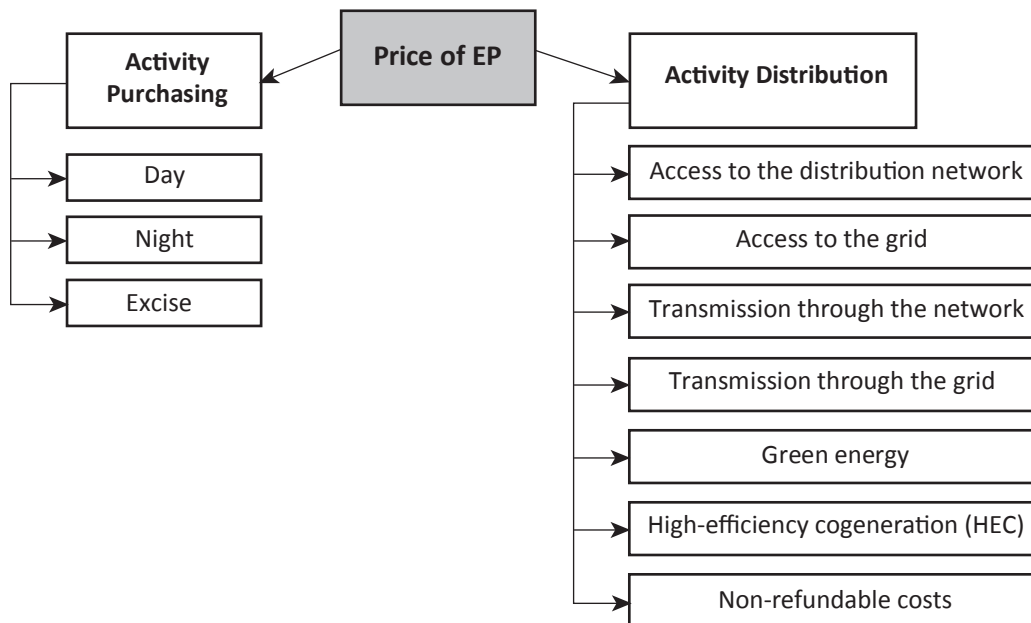 Price of EP
Activity
Purchasing
Day
Night
Excise
Activity Distribution
Access to the distribution network
Access to the grid
Transmission through the network
Transmission through the grid
Green energy
High-efficiency cogeneration (HEC)
Non-refundable costs